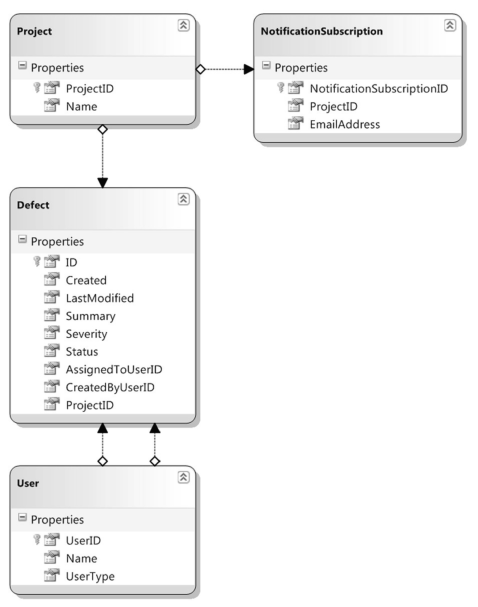 Project
Properties
ProjectID
Name
NotificationSubscription
Properties
NotificationSubscriptionID
ProjectID
EmailAddress
Defect
Properties
ID
Created
LastModified
Summary
Severity
Status
AssignedToUserID
CreatedByUserID
ProjectID
User
Properties
UserID
Name
UserType